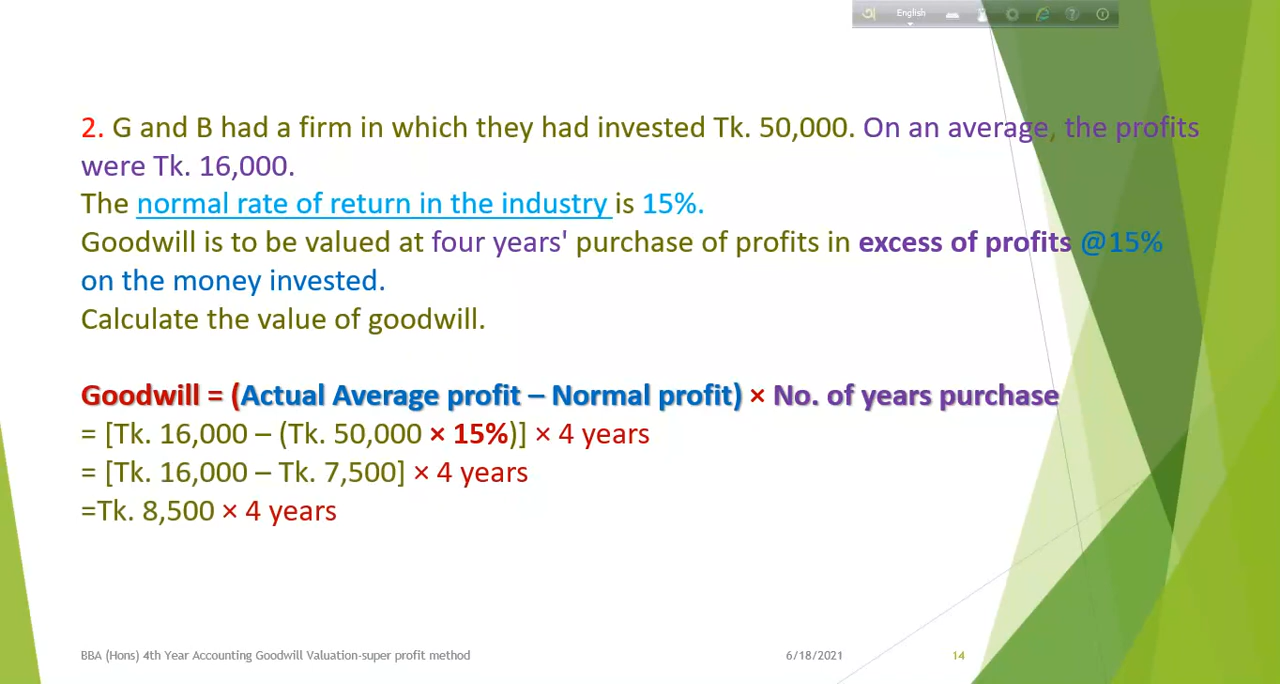 অ English
2. G and B had a firm in which they had invested Tk. 50,000. On an average, the profits
were Tk. 16,000.
The normal rate of return in the industry is 15%.
Goodwill is to be valued at four years' purchase of profits in excess of profits @15%
on the money invested.
Calculate the value of goodwill.
Goodwill = (Actual Average profit – Normal profit) × No. of years purchase
= [Tk. 16,000 – (Tk. 50,000 × 15%)] × 4 years
= [Tk. 16,000 – Tk. 7,500] × 4 years
=Tk. 8,500 × 4 years
BBA (Hons) 4th Year Accounting Goodwill Valuation-super profit method 6/18/2021 14